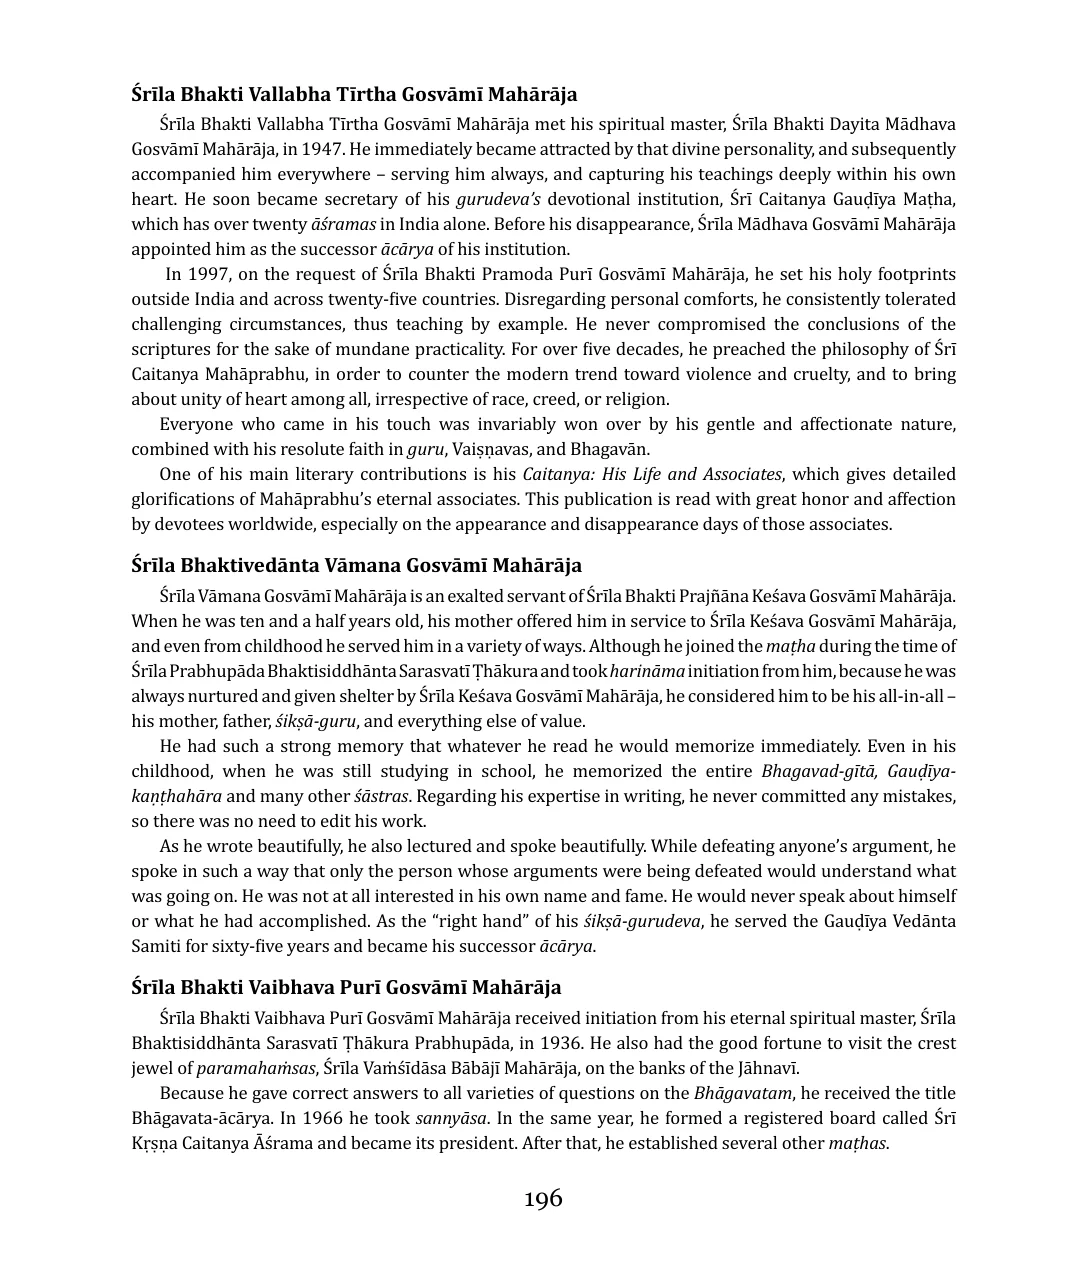 Śrīla Bhakti Vallabha Tīrtha Gosvāmī Mahārāja
Śrīla Bhakti Vallabha Tīrtha Gosvāmī Mahārāja met his spiritual master, Śrīla Bhakti Dayita Mādhava
Gosvāmī Mahārāja, in 1947. He immediately became attracted by that divine personality, and subsequently
accompanied him everywhere – serving him always, and capturing his teachings deeply within his own
heart. He soon became secretary of his gurudeva’s devotional institution, Śrī Caitanya Gauḍīya Maṭha,
which has over twenty āśramas in India alone. Before his disappearance, Śrīla Mādhava Gosvāmī Mahārāja
appointed him as the successor ācārya of his institution.
In 1997, on the request of Śrīla Bhakti Pramoda Purī Gosvāmī Mahārāja, he set his holy footprints
outside India and across twenty-five countries. Disregarding personal comforts, he consistently tolerated
challenging circumstances, thus teaching by example. He never compromised the conclusions of the
scriptures for the sake of mundane practicality. For over five decades, he preached the philosophy of Śrī
Caitanya Mahāprabhu, in order to counter the modern trend toward violence and cruelty, and to bring
about unity of heart among all, irrespective of race, creed, or religion.
Everyone who came in his touch was invariably won over by his gentle and affectionate nature,
combined with his resolute faith in guru, Vaiṣṇavas, and Bhagavān.
One of his main literary contributions is his Caitanya: His Life and Associates, which gives detailed
glorifications of Mahāprabhu’s eternal associates. This publication is read with great honor and affection
by devotees worldwide, especially on the appearance and disappearance days of those associates.
Śrīla Bhaktivedānta Vāmana Gosvāmī Mahārāja
Śrīla Vāmana Gosvāmī Mahārāja is an exalted servant of Śrīla Bhakti Prajñāna Keśava Gosvāmī Mahārāja.
When he was ten and a half years old, his mother offered him in service to Śrīla Keśava Gosvāmī Mahārāja,
and even from childhood he served him in a variety of ways. Although he joined the maṭha during the time of
Śrīla Prabhupāda Bhaktisiddhānta Sarasvatī Ṭhākura and took harināma initiation from him, because he was
always nurtured and given shelter by Śrīla Keśava Gosvāmī Mahārāja, he considered him to be his all-in-all –
his mother, father, śikṣā-guru, and everything else of value.
He had such a strong memory that whatever he read he would memorize immediately. Even in his
childhood, when he was still studying in school, he memorized the entire Bhagavad-gītā, Gauḍīya-
kaṇṭhahāra and many other śāstras. Regarding his expertise in writing, he never committed any mistakes,
so there was no need to edit his work.
As he wrote beautifully, he also lectured and spoke beautifully. While defeating anyone’s argument, he
spoke in such a way that only the person whose arguments were being defeated would understand what
was going on. He was not at all interested in his own name and fame. He would never speak about himself
or what he had accomplished. As the “right hand” of his śikṣā-gurudeva, he served the Gauḍīya Vedānta
Samiti for sixty-five years and became his successor ācārya.
Śrīla Bhakti Vaibhava Purī Gosvāmī Mahārāja
Śrīla Bhakti Vaibhava Purī Gosvāmī Mahārāja received initiation from his eternal spiritual master, Śrīla
Bhaktisiddhānta Sarasvatī Ṭhākura Prabhupāda, in 1936. He also had the good fortune to visit the crest
jewel of paramahaṁsas, Śrīla Vaṁśīdāsa Bābājī Mahārāja, on the banks of the Jāhnavī.
Because he gave correct answers to all varieties of questions on the Bhāgavatam, he received the title
Bhāgavata-ācārya. In 1966 he took sannyāsa. In the same year, he formed a registered board called Śrī
Kṛṣṇa Caitanya Āśrama and became its president. After that, he established several other maṭhas.
196